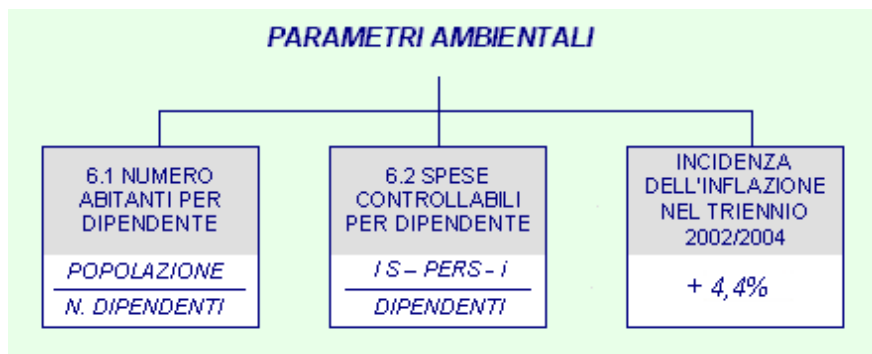 PARAMETRI AMBIENTALI
6.1 NUMERO
ABITANTI PER
DIPENDENTE
POPOLAZIONE
N. DIPENDENTI
6.2 SPESE
CONTROLLABILI
PER DIPENDENTE
I S – PERS - i
DIPENDENTI
INCIDENZA
DELL'INFLAZIONE
NEL TRIENNIO
2002/2004
+ 4,4%